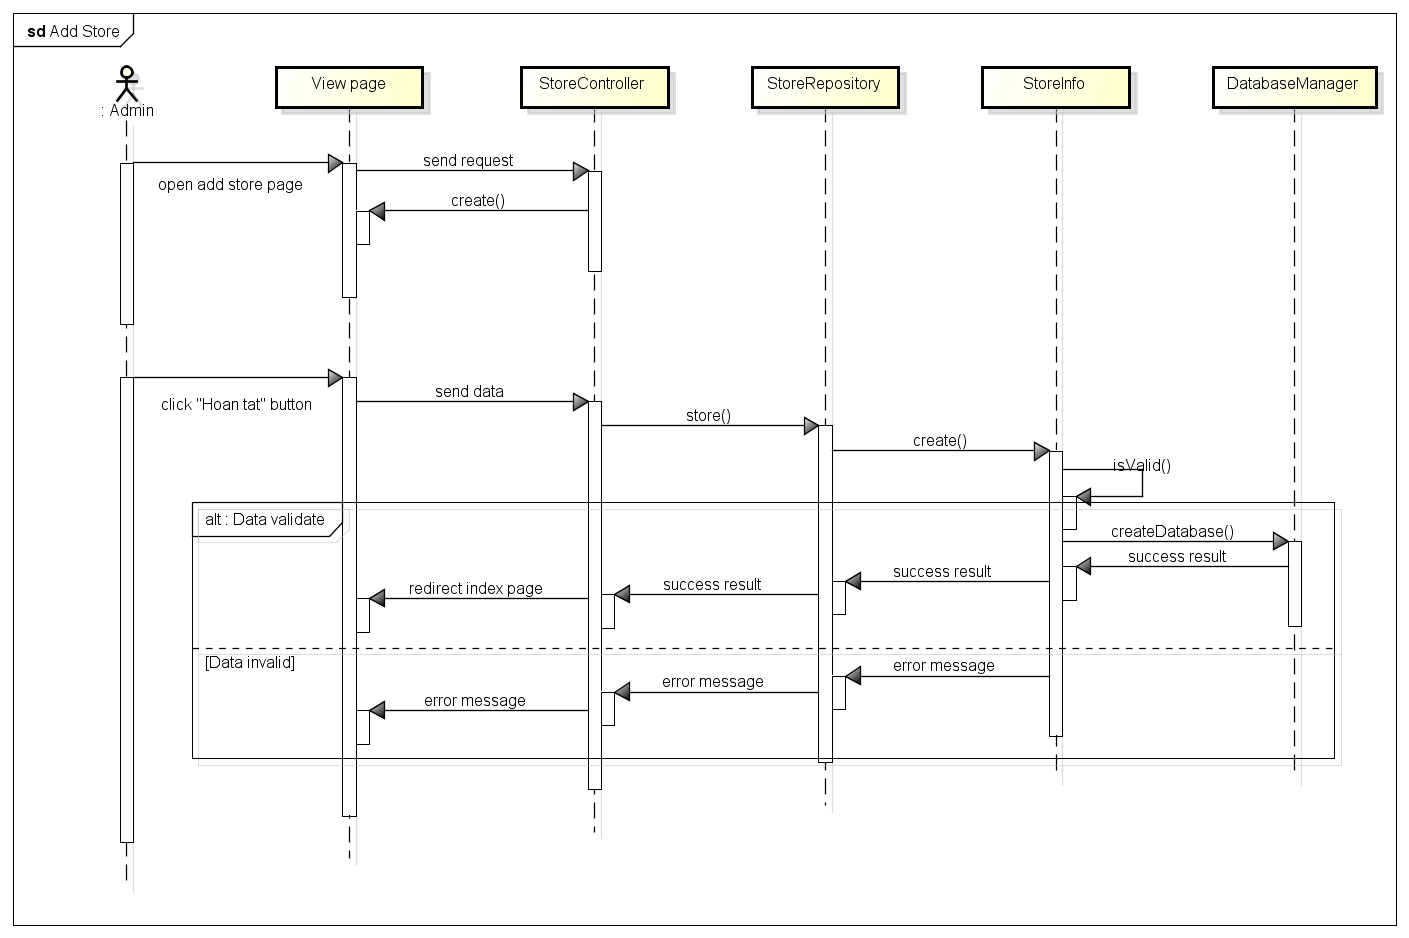 sd Add Store
: Admin
View page
StoreController
StoreRepository
StoreInfo
DatabaseManager
send request
open add store page
create()
send data
click "Hoan tat" button
store()
create()
isValid()
alt : Data validate
createDatabase()
success result
success result
success result
redirect index page
[Data invalid]
error message
error message
error message